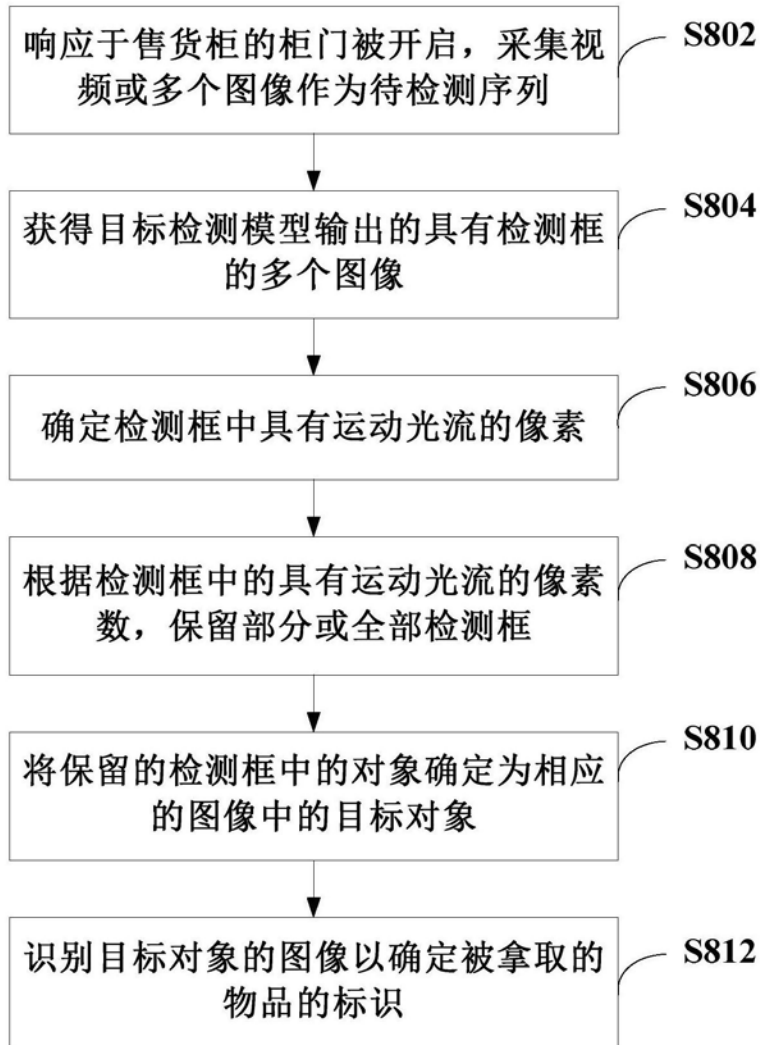 响应于售货柜的柜门被开启，采集视
频或多个图像作为待检测序列
S802
获得目标检测模型输出的具有检测框
的多个图像
S804
确定检测框中具有运动光流的像素
S806
根据检测框中的具有运动光流的像素
数，保留部分或全部检测框
S808
将保留的检测框中的对象确定为相应
的图像中的目标对象
S810
识别目标对象的图像以确定被拿取的
物品的标识
S812